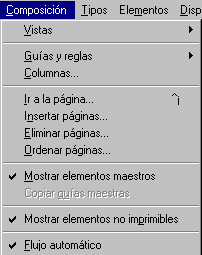 Composición Tipos Elementos Disp
Vistas
Guías y reglas
Columnas...
Ir a la página... ^j
Insertar páginas...
Eliminar páginas...
Ordenar páginas...
Mostrar elementos maestros
Copiar guías maestras
Mostrar elementos no imprimibles
Flujo automático